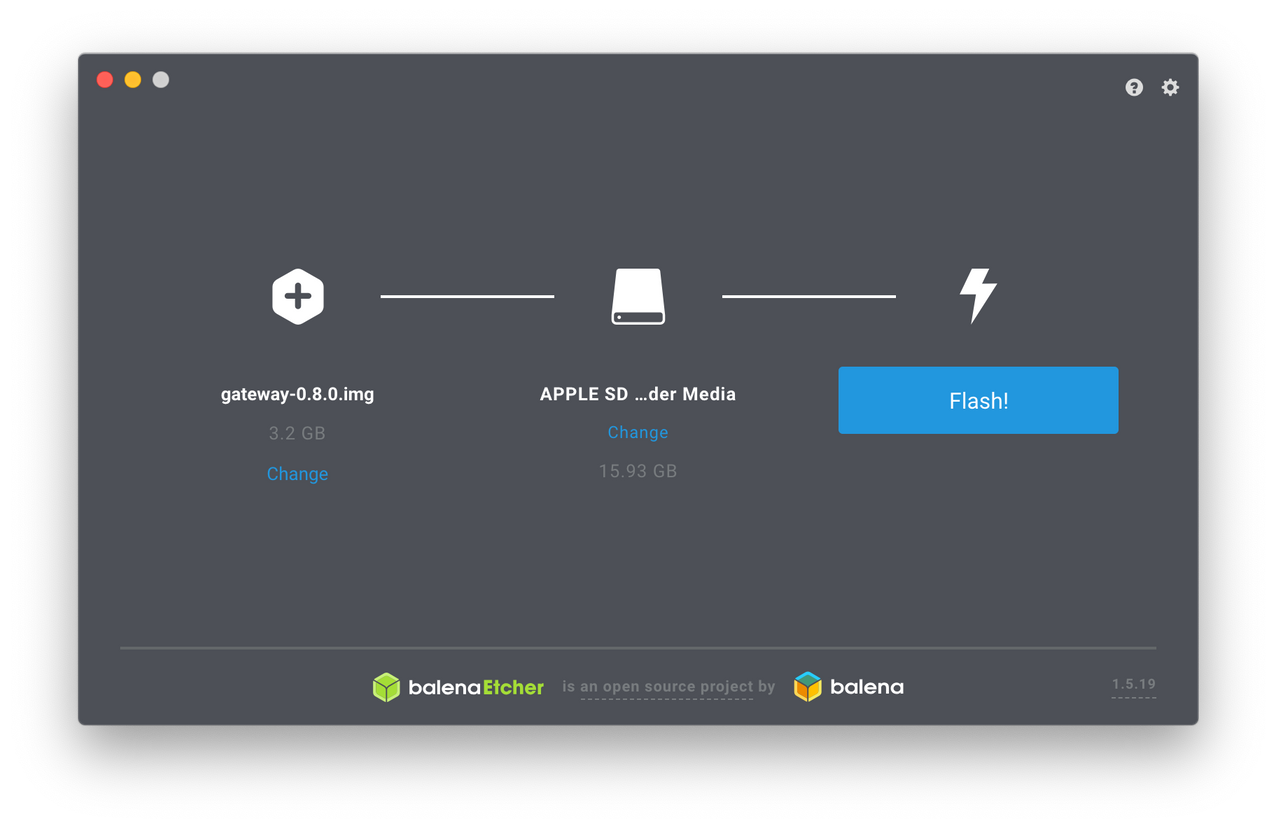 gateway-0.8.0.img
3.2 GB
Change
APPLE SD ...der Media
Change
15.93 GB
Flash!
balenaEtcher is an open source project by balena
1.5.19